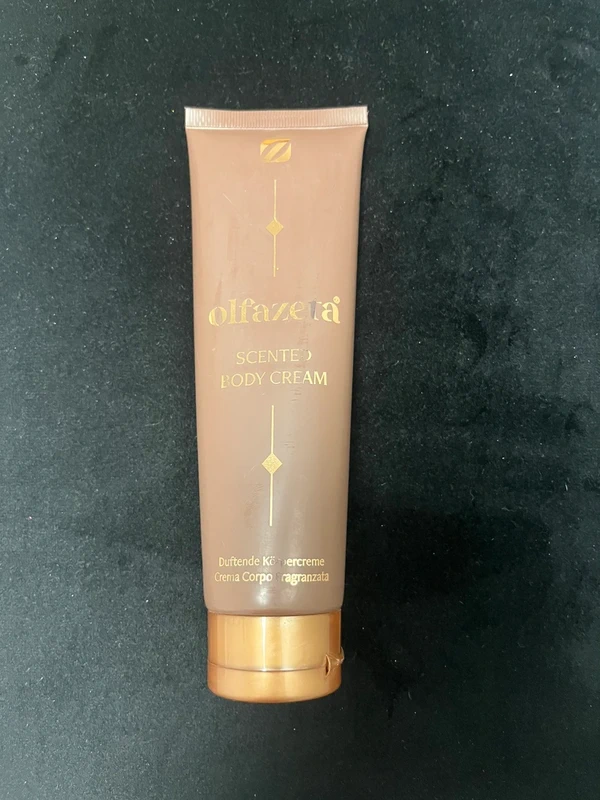 olfazeta®
SCENTED
BODY CREAM
Duftende Körpercreme
Crema Corpo Fragranzata